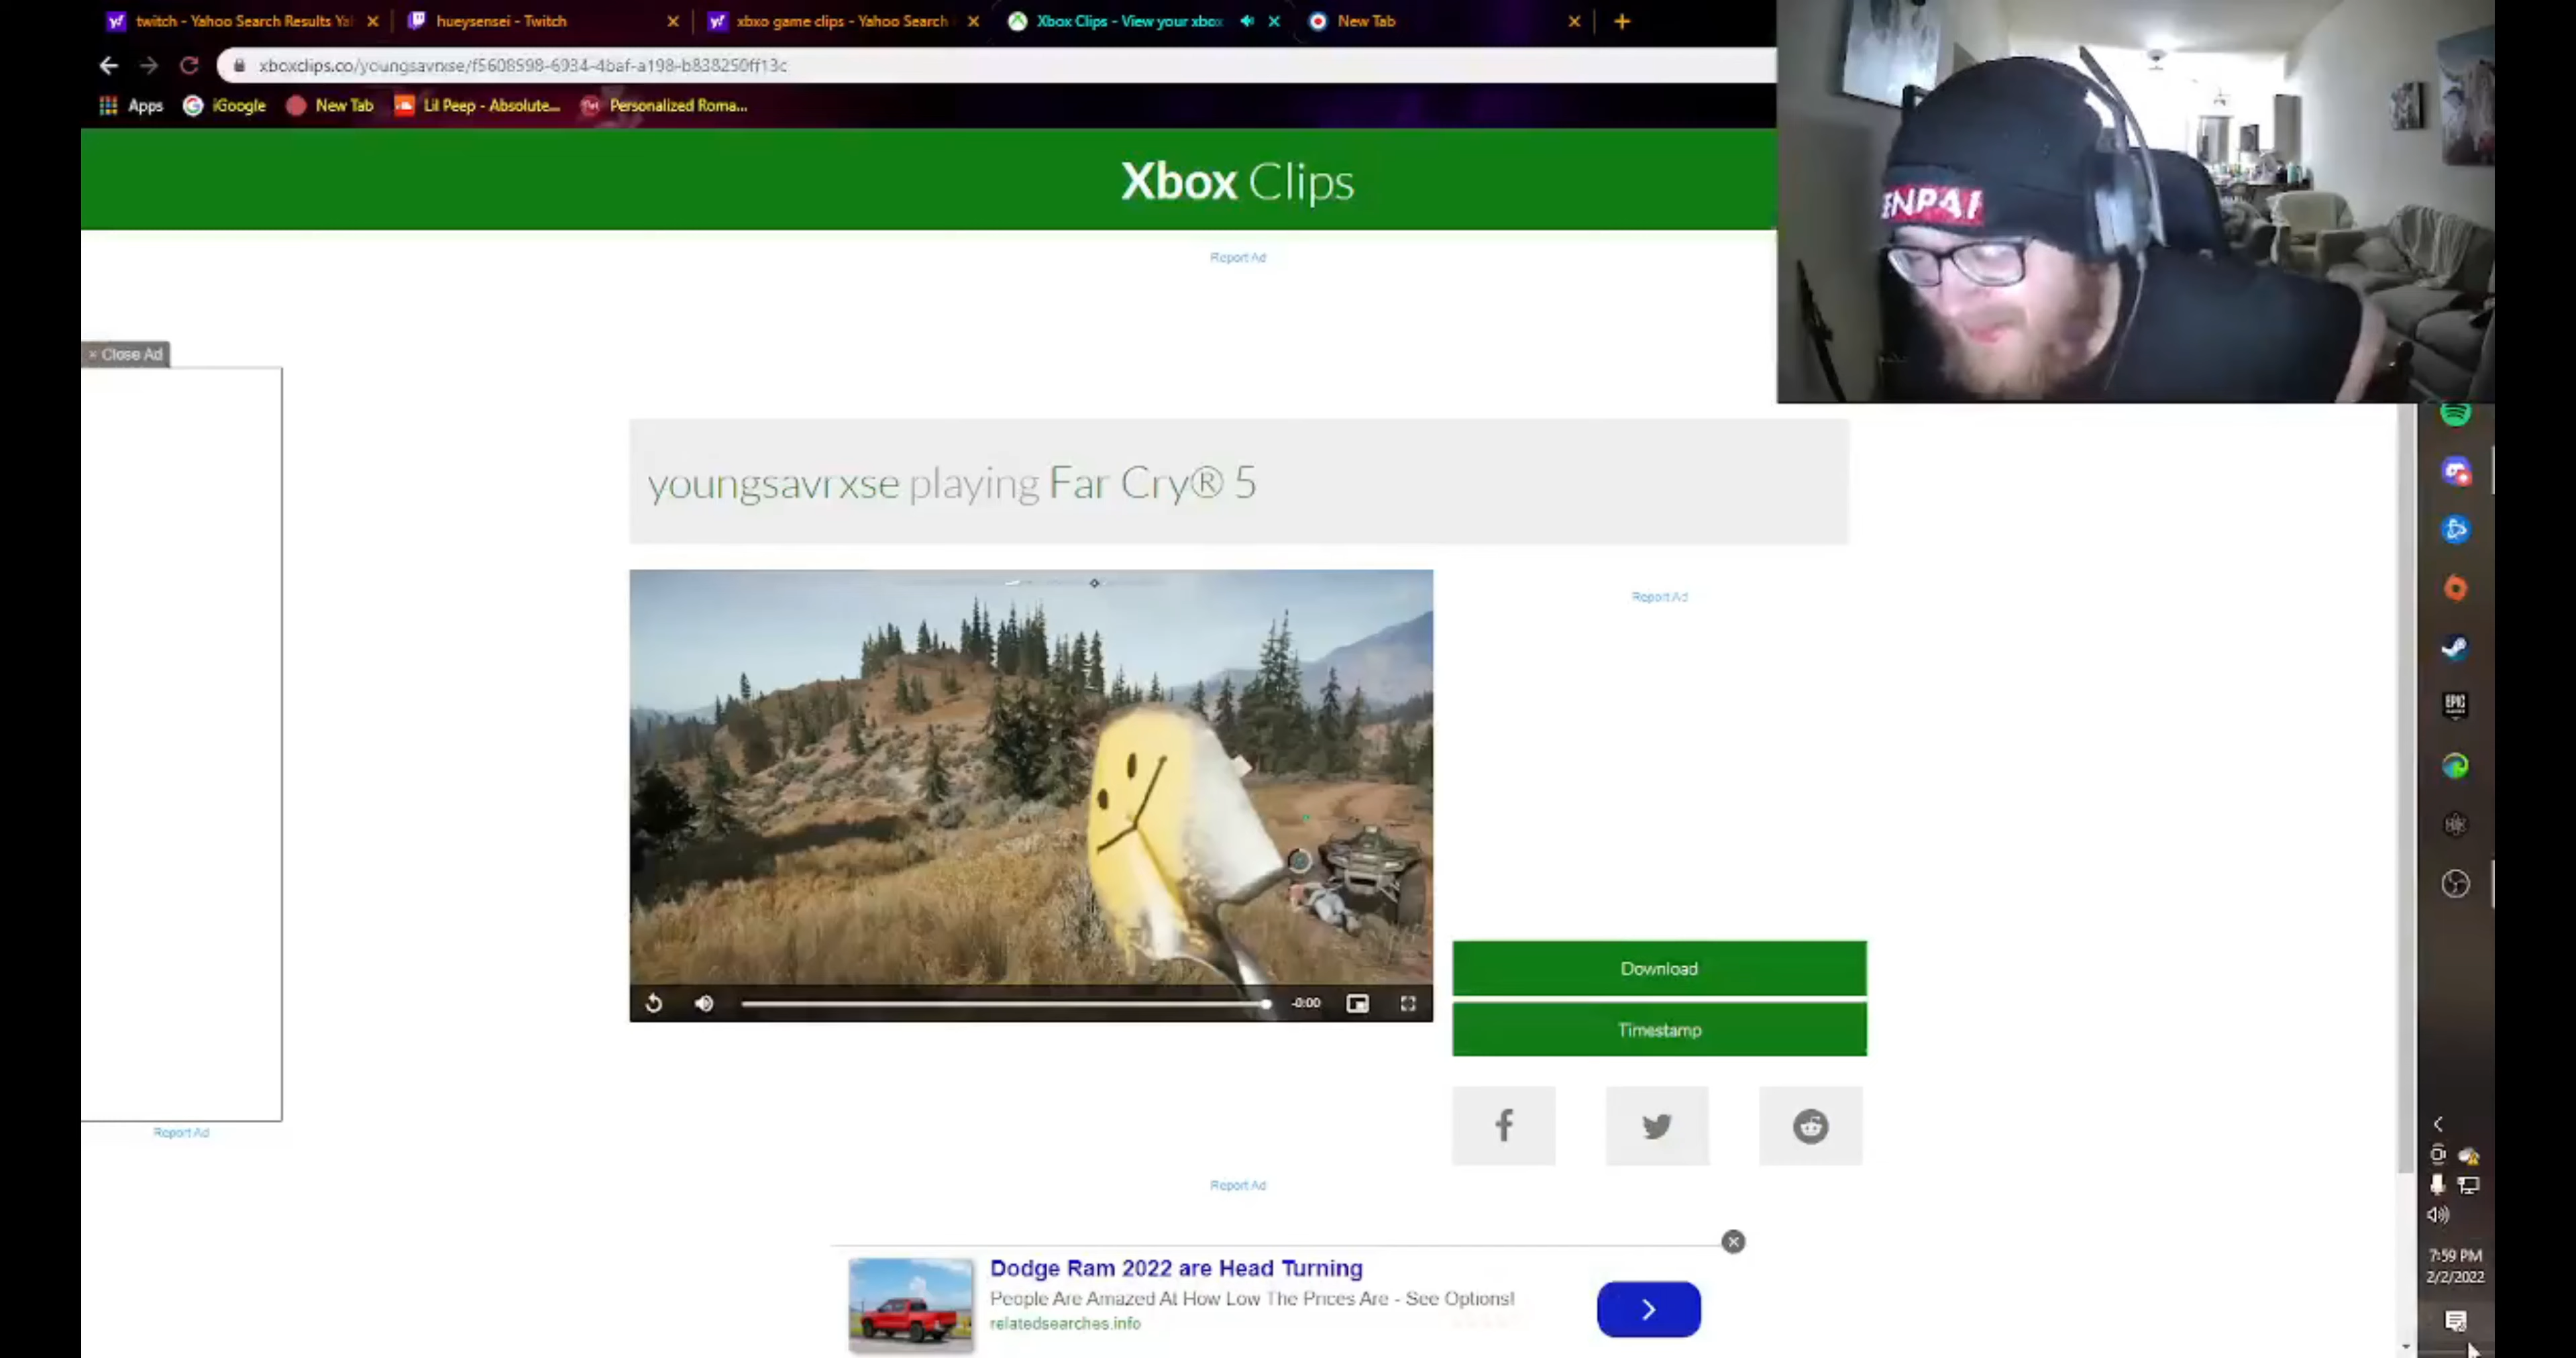 twitch - Yahoo Search Results Ya
hueysensei - Twitch
xbxo game clips - Yahoo Search
Xbox Clips - View your xbox
New Tab
xboxclips.co/youngsavrxse/f5608598-6934-4baf-a198-b838250ff13c
Apps
iGoogle
New Tab
Lil Peep - Absolute...
Personalized Roma...
Xbox Clips
ENPAI
Report Ad
× Close Ad
youngsavrxse playing Far Cry® 5
Report Ad
EPIC
Download
-0:00
Timestamp
Report Ad
Report Ad
Dodge Ram 2022 are Head Turning
People Are Amazed At How Low The Prices Are - See Options!
relatedsearches.info
7:59 PM
2/2/2022